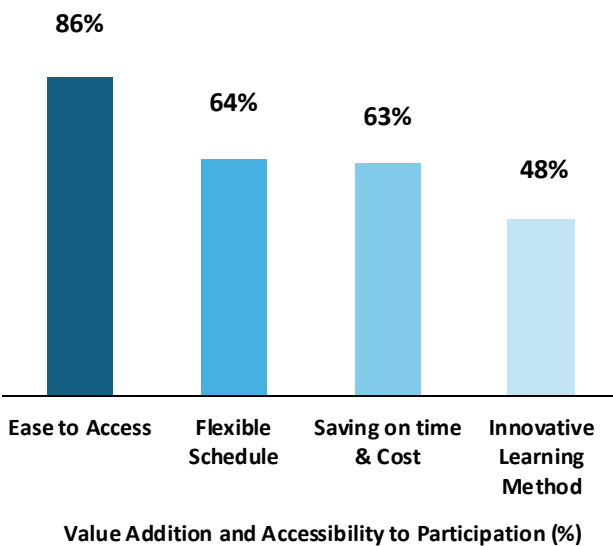 86%
64%
63%
48%
Ease to Access
Flexible
Schedule
Saving on time
& Cost
Innovative
Learning
Method
Value Addition and Accessibility to Participation (%)